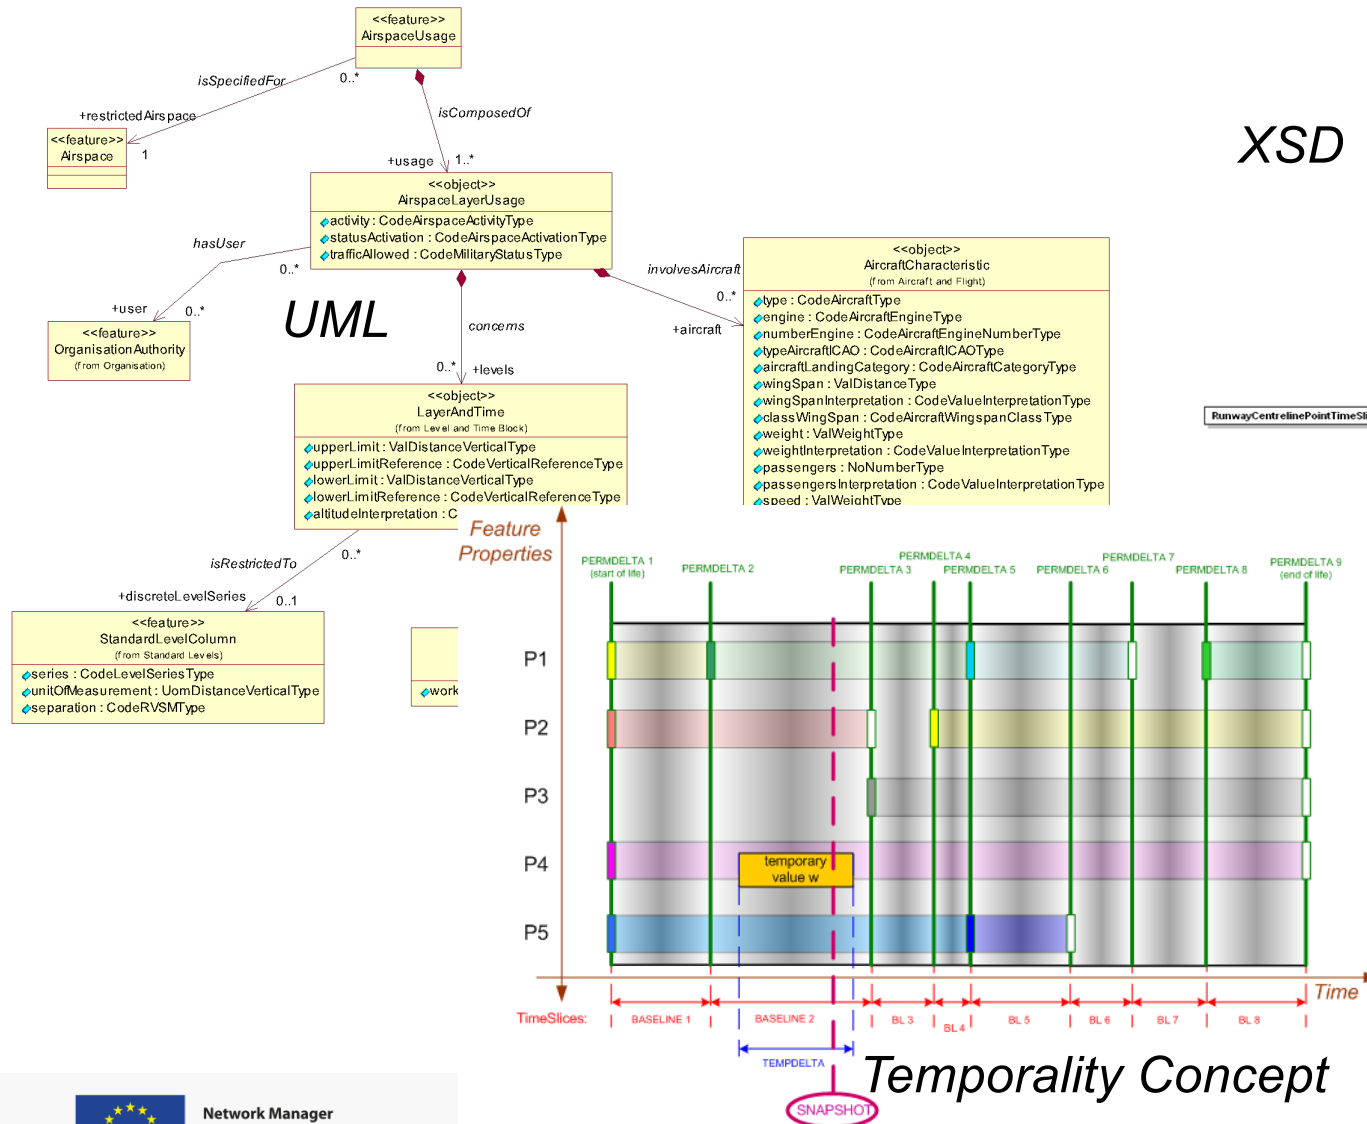 <<feature>>
AirspaceUsage
isSpecifiedFor
0..*
isComposedOf
+restrictedAirspace
1
<<feature>>
Airspace
+usage
1..*
XSD
<<object>>
AirspaceLayerUsage
activity : CodeAirspaceActivityType
statusActivation : CodeAirspaceActivationType
trafficAllowed : CodeMilitaryStatusType
hasUser
0..*
+user
0..*
<<feature>>
OrganisationAuthority
(from Organisation)
UML
concerns
0..*
+levels
involvesAircraft
0..*
+aircraft
<<object>>
AircraftCharacteristic
(from Aircraft and Flight)
type : CodeAircraftType
engine : CodeAircraftEngineType
numberEngine : CodeAircraftEngineNumberType
typeAircraftICAO : CodeAircraftICAOType
aircraftLandingCategory : CodeAircraftCategoryType
wingSpan : ValDistanceType
wingSpanInterpretation : CodeValueInterpretationType
classWingSpan : CodeAircraftWingspanClassType
weight : ValWeightType
weightInterpretation : CodeValueInterpretationType
passengers : NoNumberType
passengersInterpretation : CodeValueInterpretationType
speed : ValWeightType
RunwayCentrelinePointTimeSli
<<object>>
LayerAndTime
(from Level and Time Block)
upperLimit : ValDistanceVerticalType
upperLimitReference : CodeVerticalReferenceType
lowerLimit : ValDistanceVerticalType
lowerLimitReference : CodeVerticalReferenceType
altitudeInterpretation : C
isRestrictedTo
0..*
+discreteLevelSeries
0..1
<<feature>>
StandardLevelColumn
(from Standard Levels)
series : CodeLevelSeriesType
unitOfMeasurement : UomDistanceVerticalType
separation : CodeRVSMType
work
Feature
Properties
PERMDELTA 1
(start of life)
PERMDELTA 2
PERMDELTA 3
PERMDELTA 4
PERMDELTA 5
PERMDELTA 6
PERMDELTA 7
PERMDELTA 8
PERMDELTA 9
(end of life)
P1
P2
P3
P4
temporary
value w
P5
Time
TimeSlices:
BASELINE 1
BASELINE 2
BL 3
BL 4
BL 5
BL 6
BL 7
BL 8
TEMPDELTA
SNAPSHOT
Temporality Concept
Network Manager